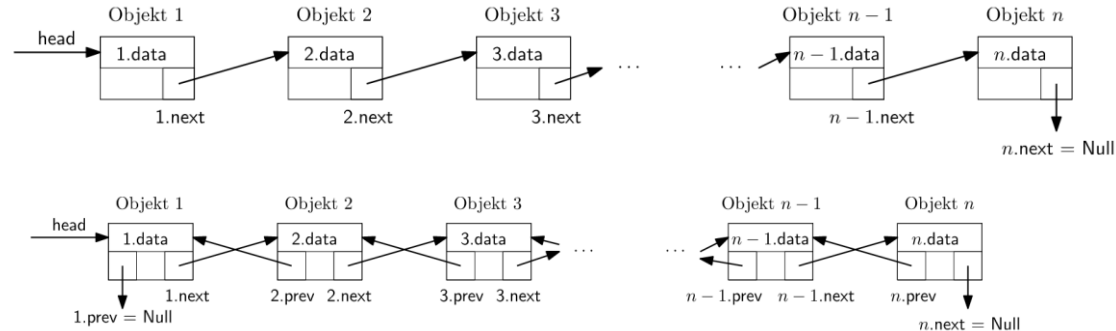 Objekt 1 Objekt 2 Objekt 3 Objekt n − 1 Objekt n
head 1.data 2.data 3.data ... ... n − 1.data n.data
1.next 2.next 3.next n − 1.next
n.next = Null
Objekt 1 Objekt 2 Objekt 3 Objekt n − 1 Objekt n
head 1.data 2.data 3.data ... ... n − 1.data n.data
1.next 2.prev 2.next 3.prev 3.next n − 1.prev n − 1.next n.prev
1.prev = Null n.next = Null